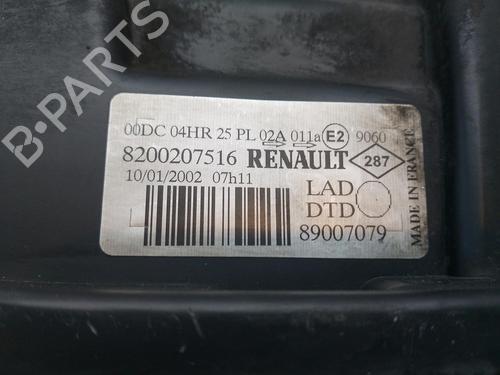 00DC 04HR 25 PL 02A 011a E2 9060
8200207516 RENAULT 287
10/01/2002 07h11
LAD
DTD
89007079
MADE IN FRANCE
B-PARTS